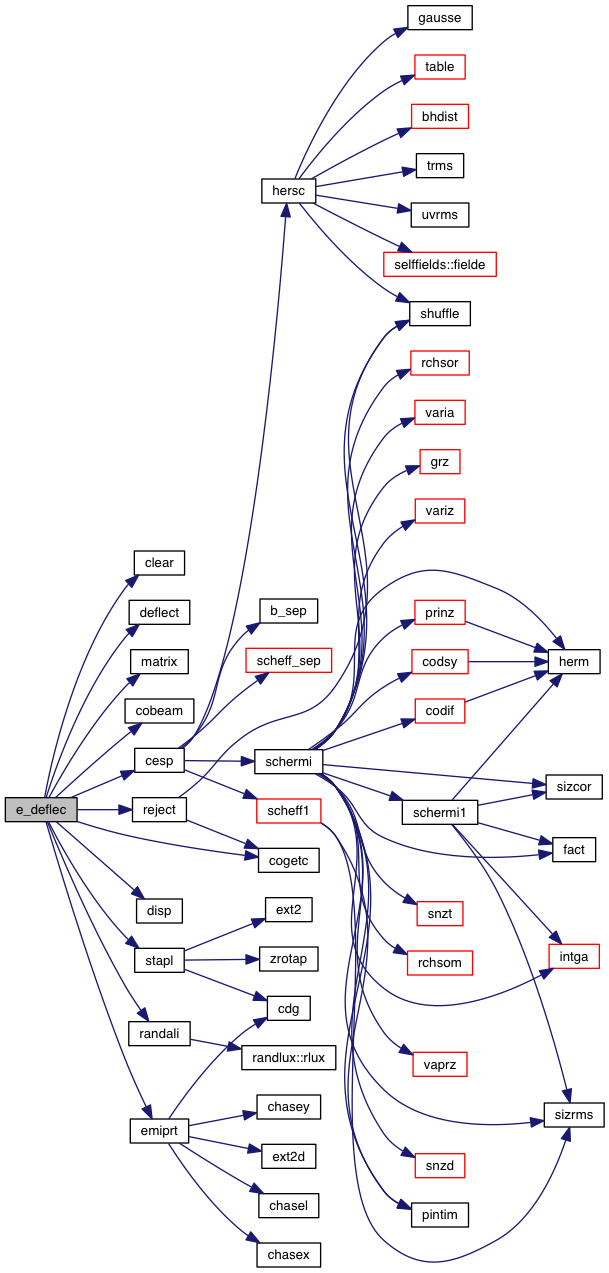 gausse
table
bhdist
trms
hersc
uvrms
selffields::fielde
shuffle
rchsor
varia
grz
variz
clear
deflect
b_sep
prinz
matrix
scheff_sep
codsy
herm
cobeam
codif
cesp
schermi
sizcor
e_deflec
reject
scheff1
schermi1
cogetc
fact
disp
ext2
snzt
stapl
zrotap
rchsom
intga
cdg
randali
randlux::rlux
vaprz
chasey
emiprt
sizrms
ext2d
snzd
chasel
pintim
chasex